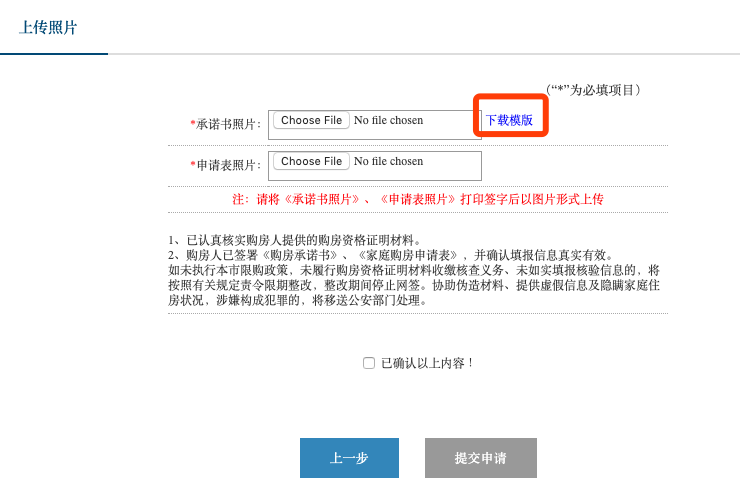 上传照片
（“*”为必填项目）
*承诺书照片： Choose File No file chosen 下载模版
*申请表照片： Choose File No file chosen
注：请将《承诺书照片》、《申请表照片》打印签字后以图片形式上传
1、已认真核实购房人提供的购房资格证明材料。
2、购房人已签署《购房承诺书》、《家庭购房申请表》，并确认填报信息真实有效。
如未执行本市限购政策，未履行购房资格证明材料收缴核查义务、未如实填报核验信息的，将
按照有关规定责令限期整改，整改期间停止网签。协助伪造材料、提供虚假信息及隐瞒家庭住
房状况，涉嫌构成犯罪的，将移送公安部门处理。
已确认以上内容！
上一步 提交申请